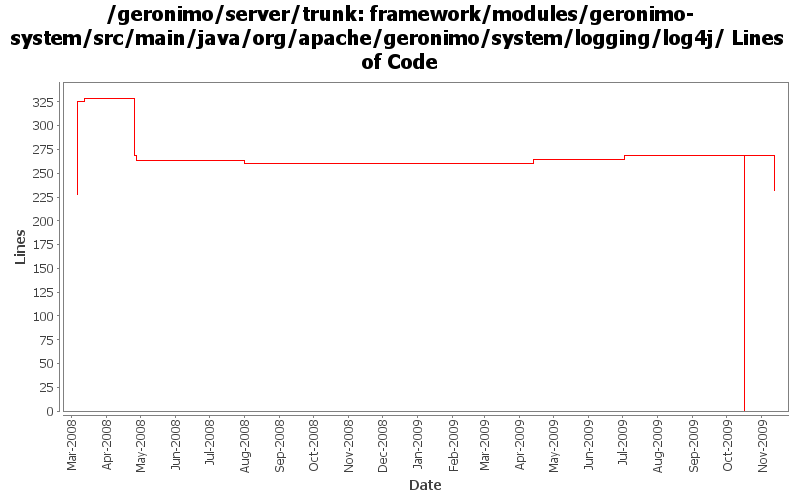 /geronimo/server/trunk: framework/modules/geronimo-
system/src/main/java/org/apache/geronimo/system/logging/log4j/ Lines
of Code
325
300
275
250
225
200
175
150
125
100
75
50
25
0
Lines
Mar-2008
Apr-2008
May-2008
Jun-2008
Jul-2008
Aug-2008
Sep-2008
Oct-2008
Nov-2008
Dec-2008
Jan-2009
Feb-2009
Mar-2009
Apr-2009
May-2009
Jun-2009
Jul-2009
Aug-2009
Sep-2009
Oct-2009
Nov-2009
Date